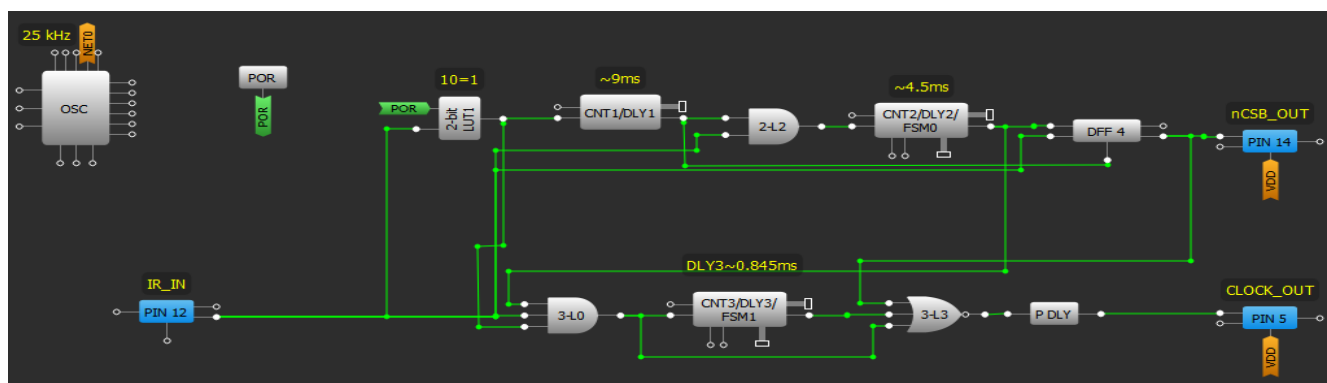 25 kHz
NET0
OSC
POR
POR
10=1
POR
2-bit
LUT1
~9ms
CNT1/DLY1
2-L2
~4.5ms
CNT2/DLY2/
FSM0
DFF 4
nCSB_OUT
PIN 14
VDD
IR_IN
PIN 12
3-L0
DLY3~0.845ms
CNT3/DLY3/
FSM1
3-L3
P DLY
CLOCK_OUT
PIN 5
VDD